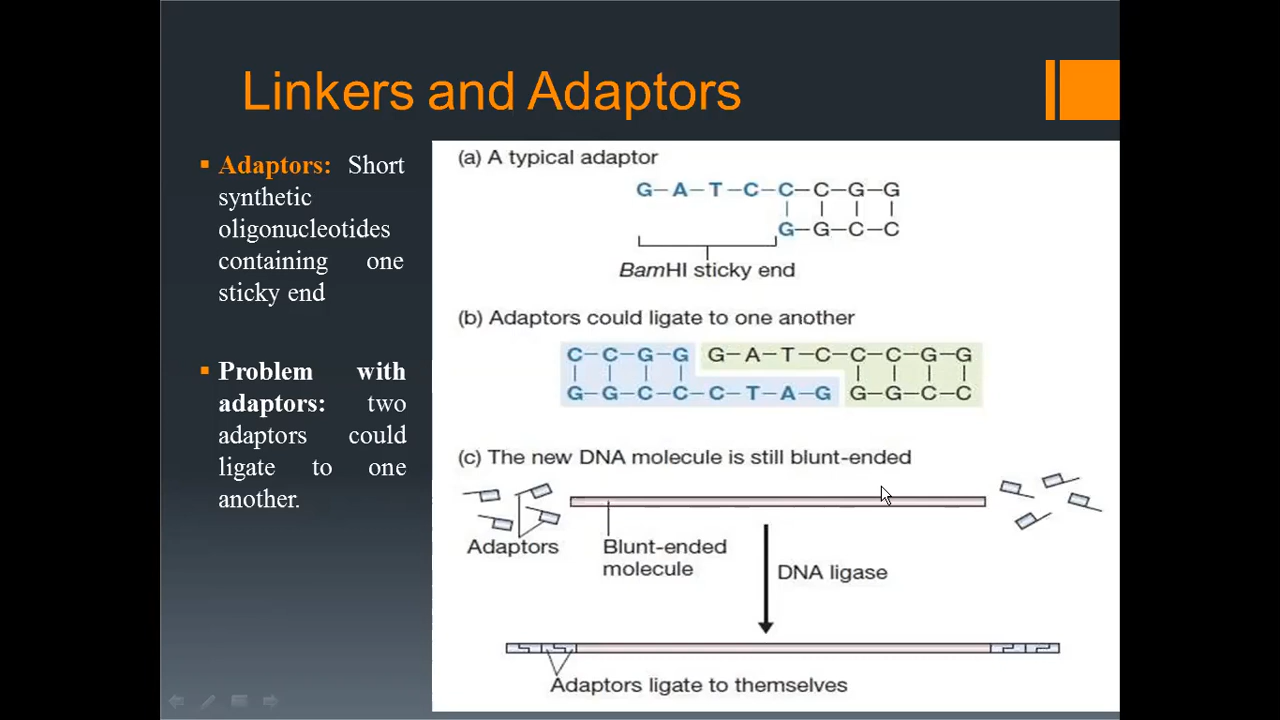 Linkers and Adaptors
Adaptors: Short
synthetic
oligonucleotides
containing one
sticky end
Problem with
adaptors: two
adaptors could
ligate to one
another.
(a) A typical adaptor
G–A–T–C–C–C–G–G
G–G–C–C
BamHI sticky end
(b) Adaptors could ligate to one another
C–C–G–G G–A–T–C–C–C–G–G
G–G–C–C–C–T–A–G G–G–C–C
(c) The new DNA molecule is still blunt-ended
Adaptors
Blunt-ended
molecule
DNA ligase
Adaptors ligate to themselves